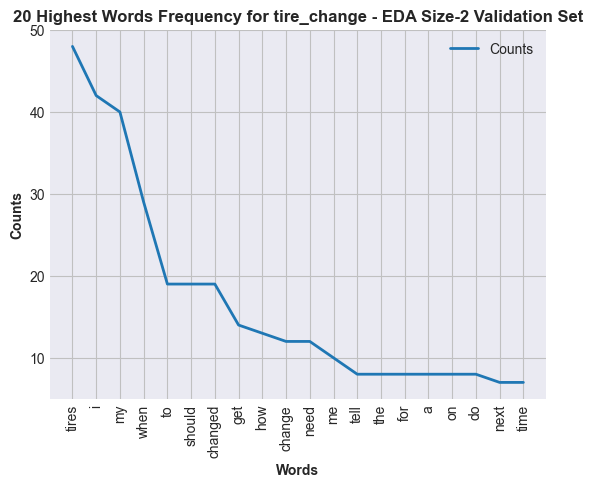 20 Highest Words Frequency for tire_change - EDA Size-2 Validation Set
Counts
50
40
30
20
10
Counts
tires
i
my
when
to
should
changed
get
how
change
need
me
tell
the
for
a
on
do
next
time
Words